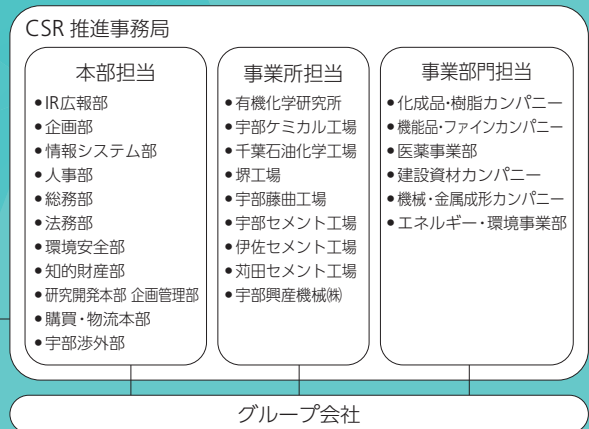 CSR 推進事務局
本部担当
●IR広報部
●企画部
●情報システム部
●人事部
●総務部
●法務部
●環境安全部
●知的財産部
●研究開発本部 企画管理部
●購買・物流本部
●宇部渉外部
事業所担当
●有機化学研究所
●宇部ケミカル工場
●千葉石油化学工場
●堺工場
●宇部藤曲工場
●宇部セメント工場
●伊佐セメント工場
●苅田セメント工場
●宇部興産機械㈱
事業部門担当
●化成品・樹脂カンパニー
●機能品・ファインカンパニー
●医薬事業部
●建設資材カンパニー
●機械・金属成形カンパニー
●エネルギー・環境事業部
グループ会社